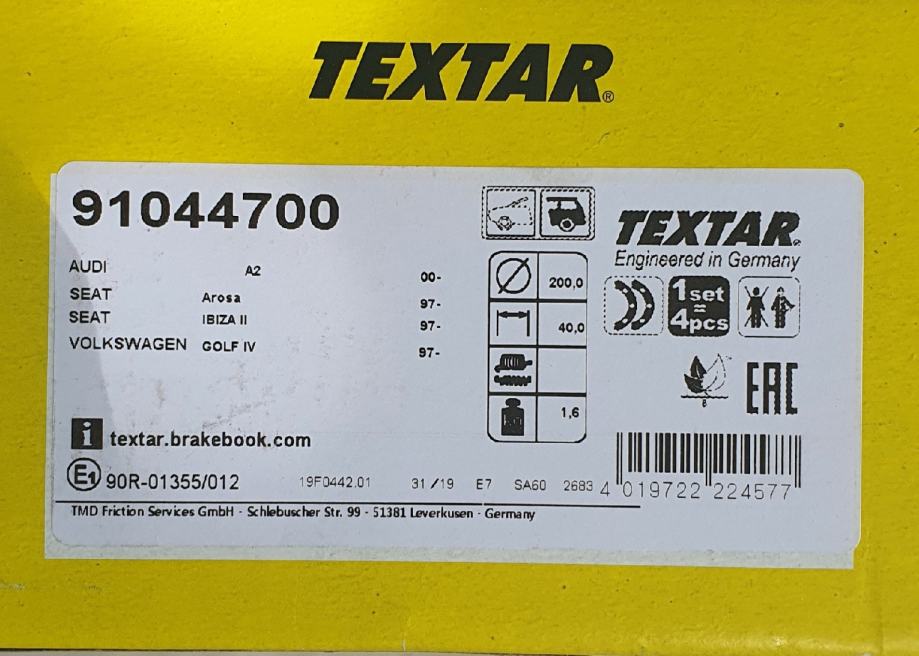 TEXTAR®
91044700
TEXTAR®
Engineered in Germany
AUDI A2 00-
SEAT Arosa 97-
SEAT IBIZA II 97-
VOLKSWAGEN GOLF IV 97-
200,0
40,0
1,6
1set
≈
4pcs
B
EAC
i textar.brakebook.com
E1 90R-01355/012 19F0442.01 31/19 E7 SA60 2683
4 019722 224577
TMD Friction Services GmbH - Schlebuscher Str. 99 - 51381 Leverkusen - Germany